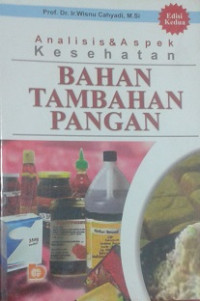 Prof. Dr. Ir. Wisnu Cahyadi, M.Si
Edisi
Kedua
Analisis & Aspek
Kesehatan
BAHAN
TAMBAHAN
PANGAN